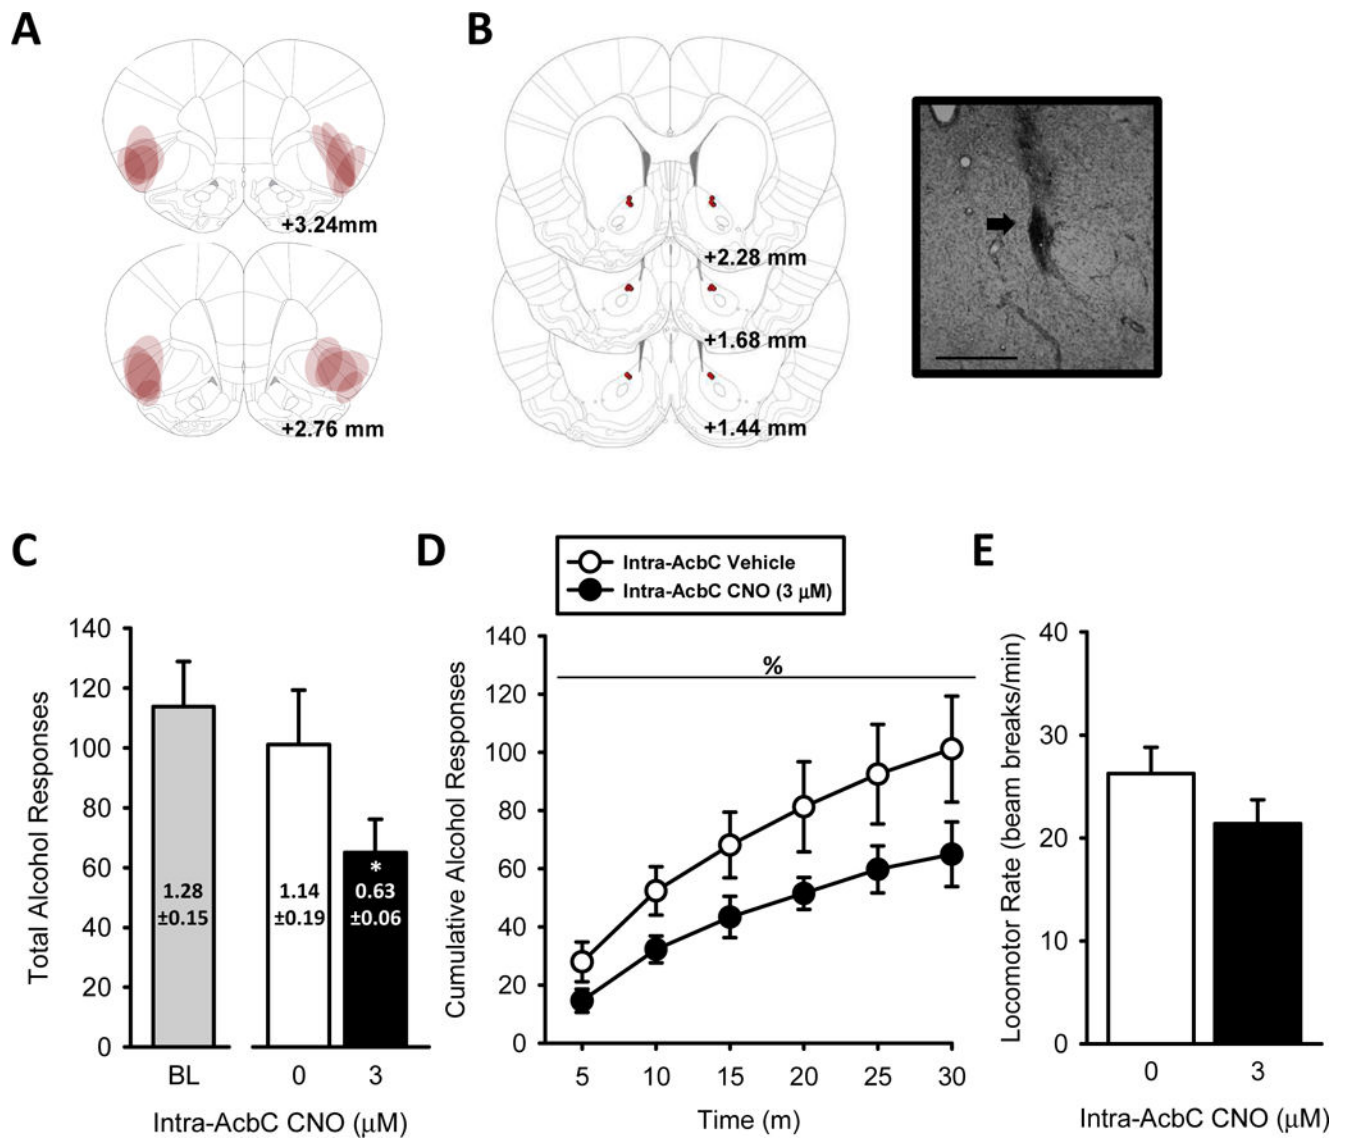 A
B
+3.24mm
+2.76 mm
+2.28 mm
+1.68 mm
+1.44 mm
C
Total Alcohol Responses
140
120
100
80
60
40
20
0
1.28
±0.15
1.14
±0.19
*
0.63
±0.06
BL
0
3
Intra-AcbC CNO (μM)
D
Intra-AcbC Vehicle
Intra-AcbC CNO (3 μM)
Cumulative Alcohol Responses
140
120
100
80
60
40
20
0
%
5
10
15
20
25
30
Time (m)
E
Locomotor Rate (beam breaks/min)
40
30
20
10
0
0
3
Intra-AcbC CNO (μM)